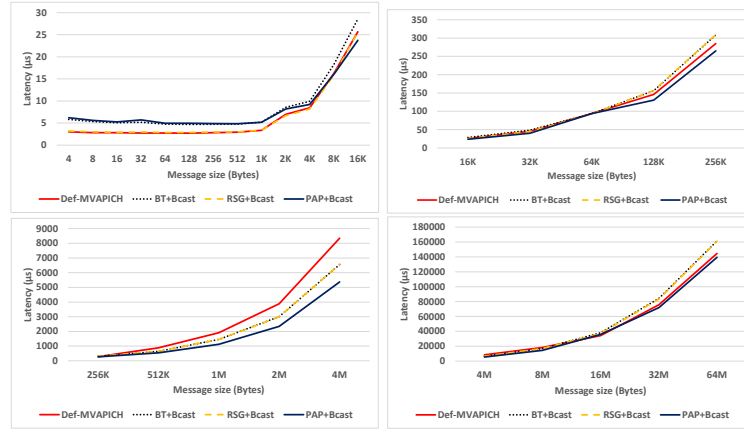 30
25
20
15
10
5
0
Latency (µs)
4 8 16 32 64 128 256 512 1K 2K 4K 8K 16K
Message size (Bytes)
Def-MVAPICH BT+Bcast RSG+Bcast PAP+Bcast
350
300
250
200
150
100
50
0
Latency (µs)
16K 32K 64K 128K 256K
Message size (Bytes)
Def-MVAPICH BT+Bcast RSG+Bcast PAP+Bcast
9000
8000
7000
6000
5000
4000
3000
2000
1000
0
Latency (µs)
256K 512K 1M 2M 4M
Message size (Bytes)
Def-MVAPICH BT+Bcast RSG+Bcast PAP+Bcast
180000
160000
140000
120000
100000
80000
60000
40000
20000
0
Latency (µs)
4M 8M 16M 32M 64M
Message size (Bytes)
Def-MVAPICH BT+Bcast RSG+Bcast PAP+Bcast